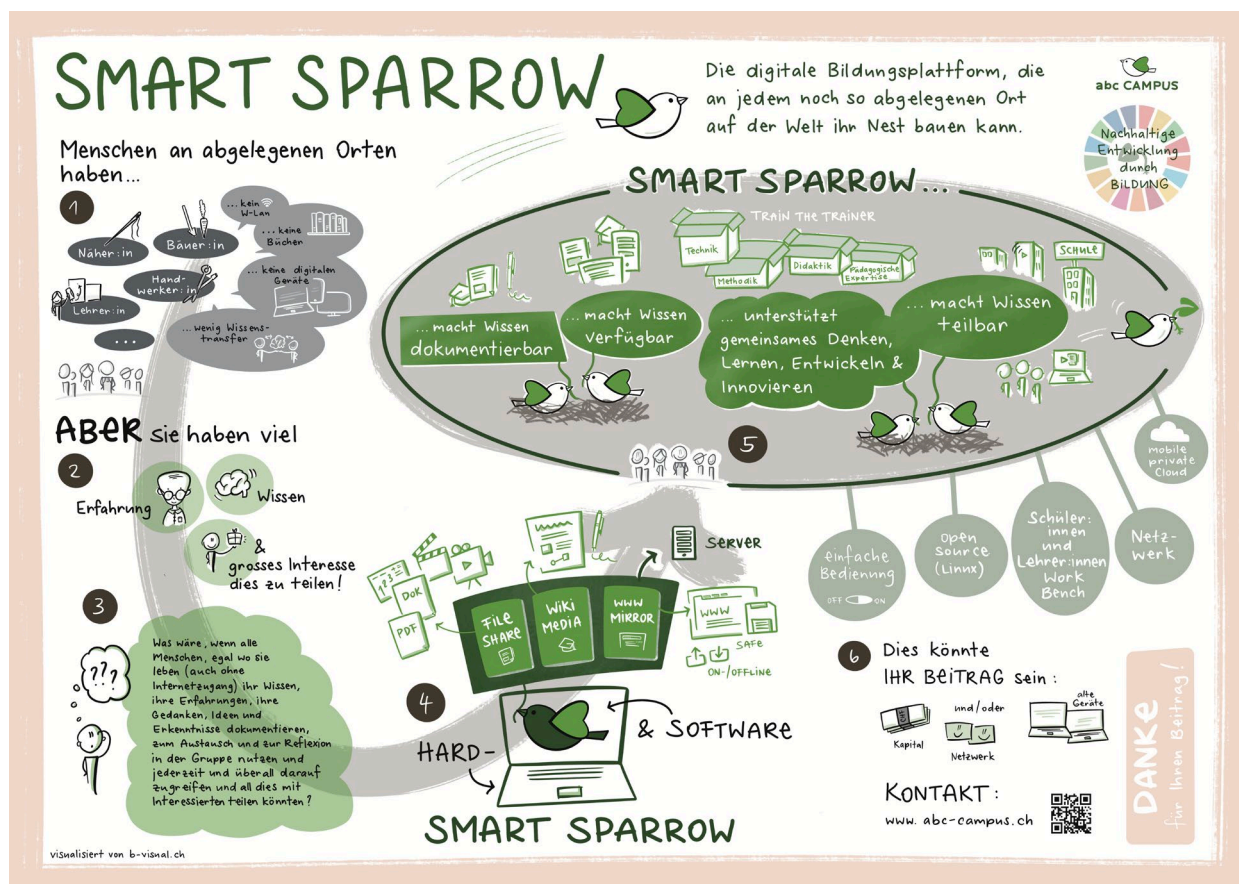 SMART SPARROW
Die digitale Bildungsplattform, die
an jedem noch so abgelegenen Ort
auf der Welt ihr Nest bauen kann.
abc CAMPUS
Nachhaltige
Entwicklung
durch
BILDUNG
Menschen an abgelegenen Orten
haben...
1
Näher:in
Bäuer:in
Hand-
werker:in
Lehrer:in
...
... kein
W-Lan
... keine
Bücher
... keine digitalen
Geräte
... wenig Wissens-
transfer
ABER sie haben viel
2
Erfahrung
Wissen
&
grosses Interesse
dies zu teilen!
3
???
Was wäre, wenn alle
Menschen, egal wo sie
leben (auch ohne
Internetzugang) ihr Wissen,
ihre Erfahrungen, ihre
Gedanken, Ideen und
Erkenntnisse dokumentieren,
zum Austausch und zur Reflexion
in der Gruppe nutzen und
jederzeit und überall darauf
zugreifen und all dies mit
Interessierten teilen könnten?
4
123
DOK
PDF
FILE
SHARE
WIKI
MEDIA
WWW
MIRROR
SERVER
WWW
SAFE
ON-/OFFLINE
HARD-
& SOFTWARE
SMART SPARROW
SMART SPARROW...
TRAIN THE TRAINER
Technik
Methodik
Didaktik
Pädagogische
Expertise
SCHULE
... macht Wissen
dokumentierbar
... macht Wissen
verfügbar
... unterstützt
gemeinsames Denken,
Lernen, Entwickeln &
Innovieren
... macht Wissen
teilbar
5
einfache
Bedienung
OFF ON
open
source
(Linux)
Schüler:
innen
und
Lehrer:innen
Work
Bench
Netz-
werk
mobile
private
Cloud
6
Dies könnte
IHR BEITRAG sein:
CHF
Kapital
und/oder
Netzwerk
alte
Geräte
KONTAKT:
www. abc-campus.ch
DANKE
für Ihren Beitrag!
visualisiert von b-visual.ch